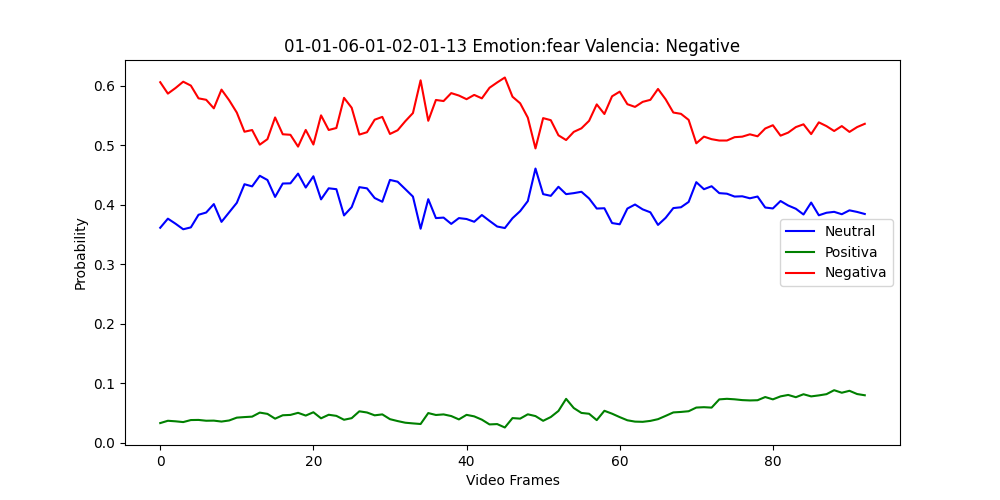 01-01-06-01-02-01-13 Emotion:fear Valencia: Negative
0.6
0.5
0.4
0.3
0.2
0.1
0.0
Probability
Neutral
Positiva
Negativa
0 20 40 60 80
Video Frames